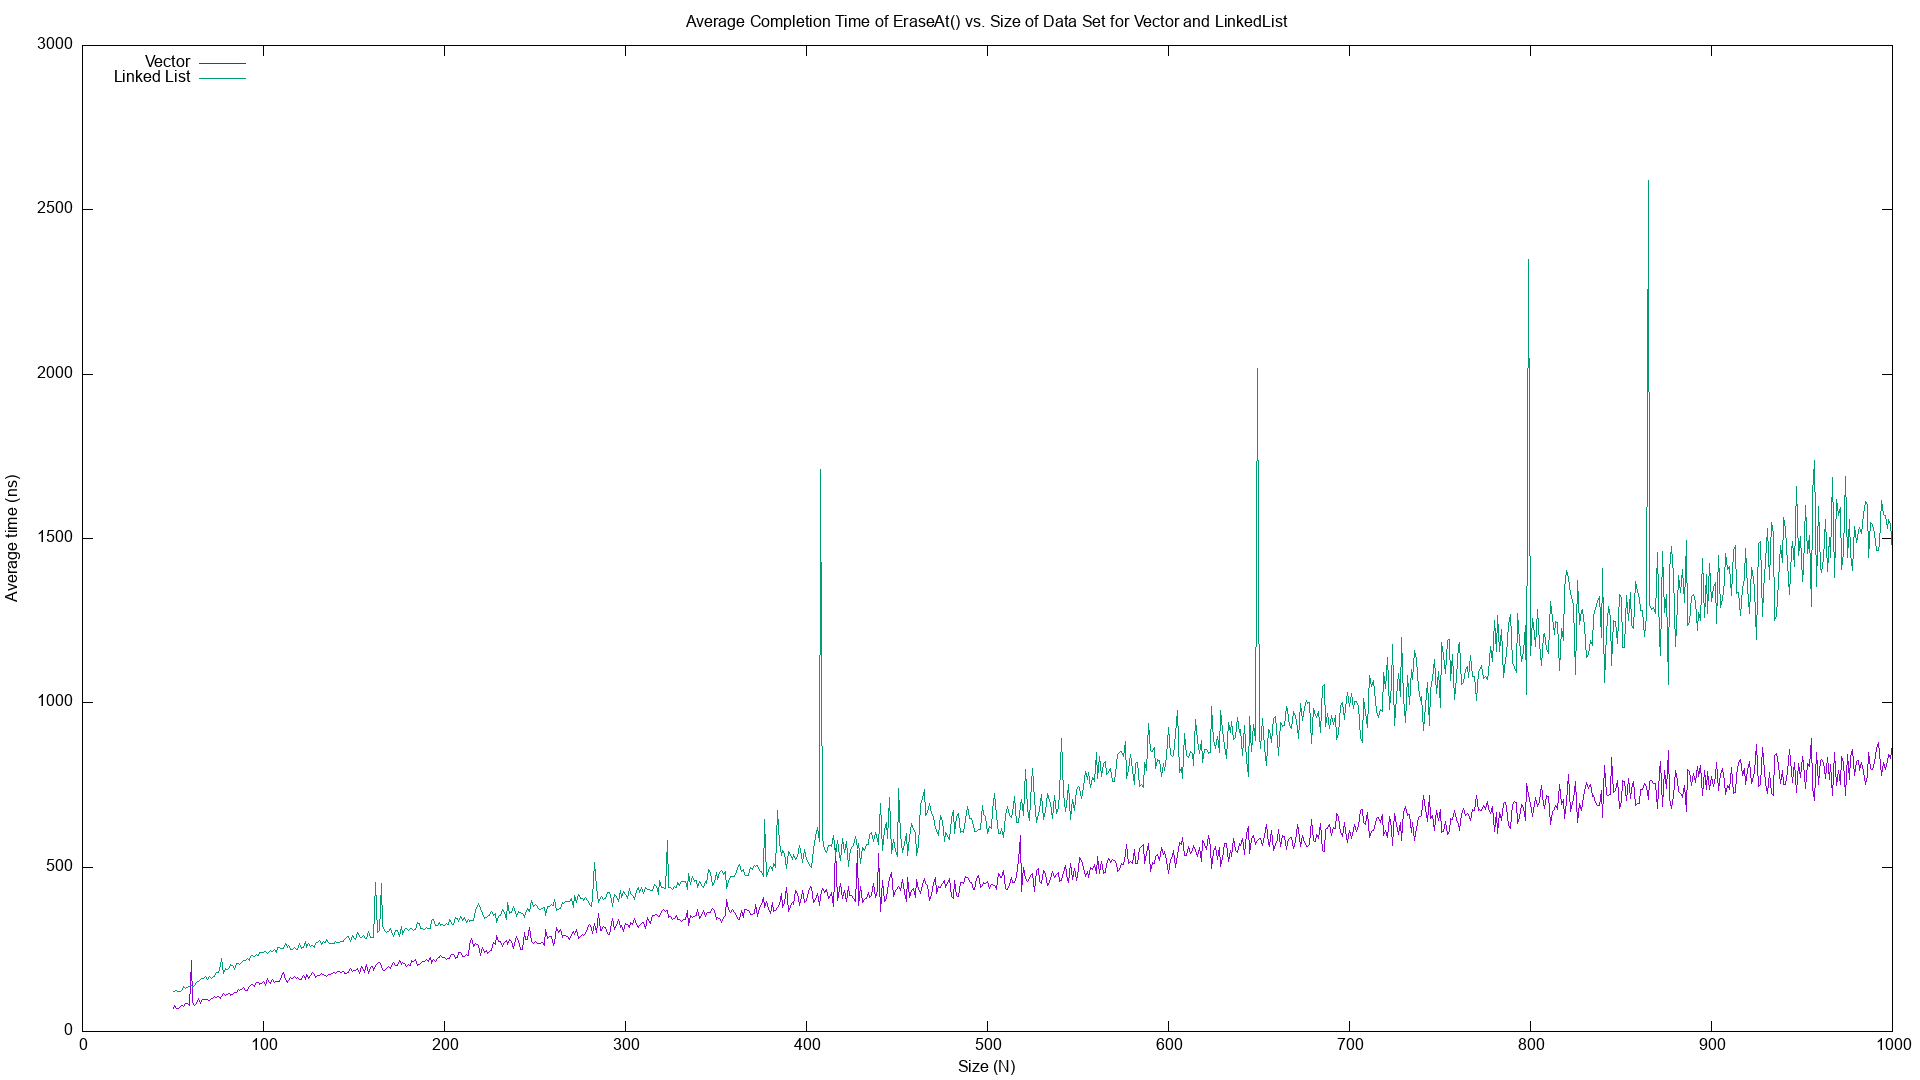 Average Completion Time of EraseAt() vs. Size of Data Set for Vector and LinkedList
Vector
Linked List
3000
2500
2000
1500
1000
500
0
Average time (ns)
0 100 200 300 400 500 600 700 800 900 1000
Size (N)